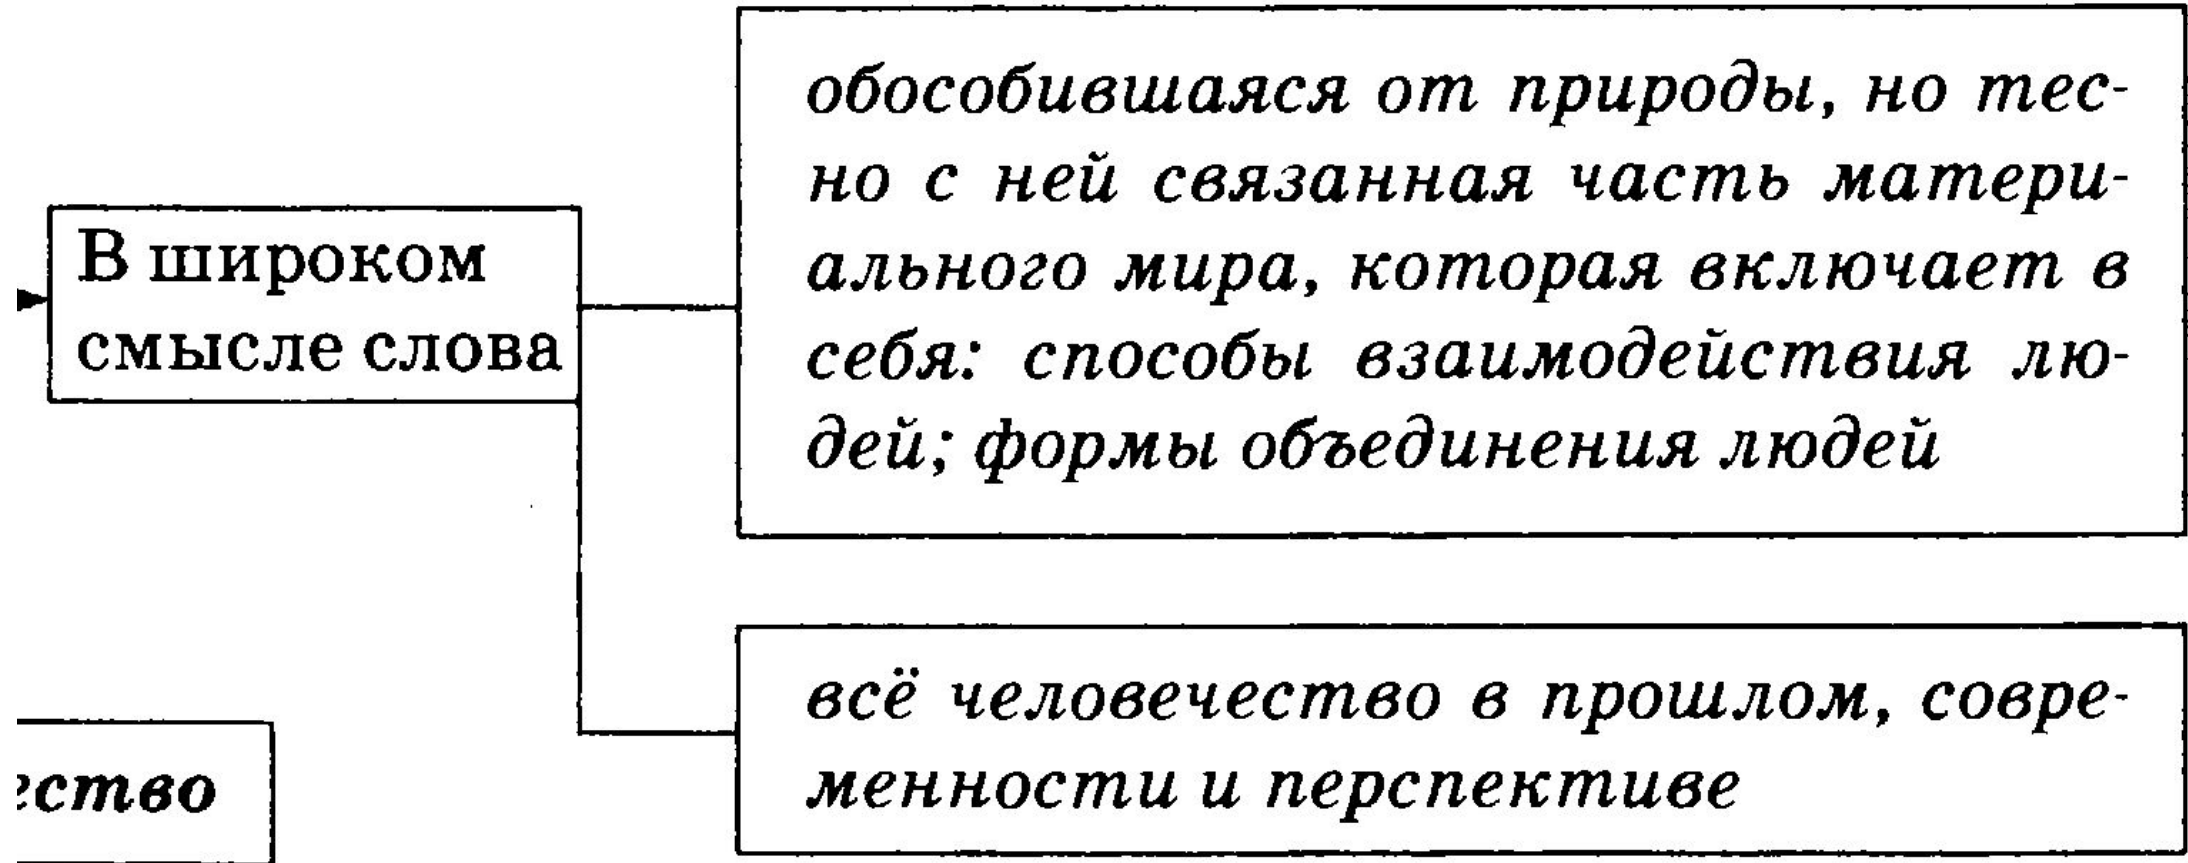 В широком
смысле слова
обособившаяся от природы, но тес-
но с ней связанная часть матери-
ального мира, которая включает в
себя: способы взаимодействия лю-
дей; формы объединения людей
всё человечество в прошлом, совре-
менности и перспективе